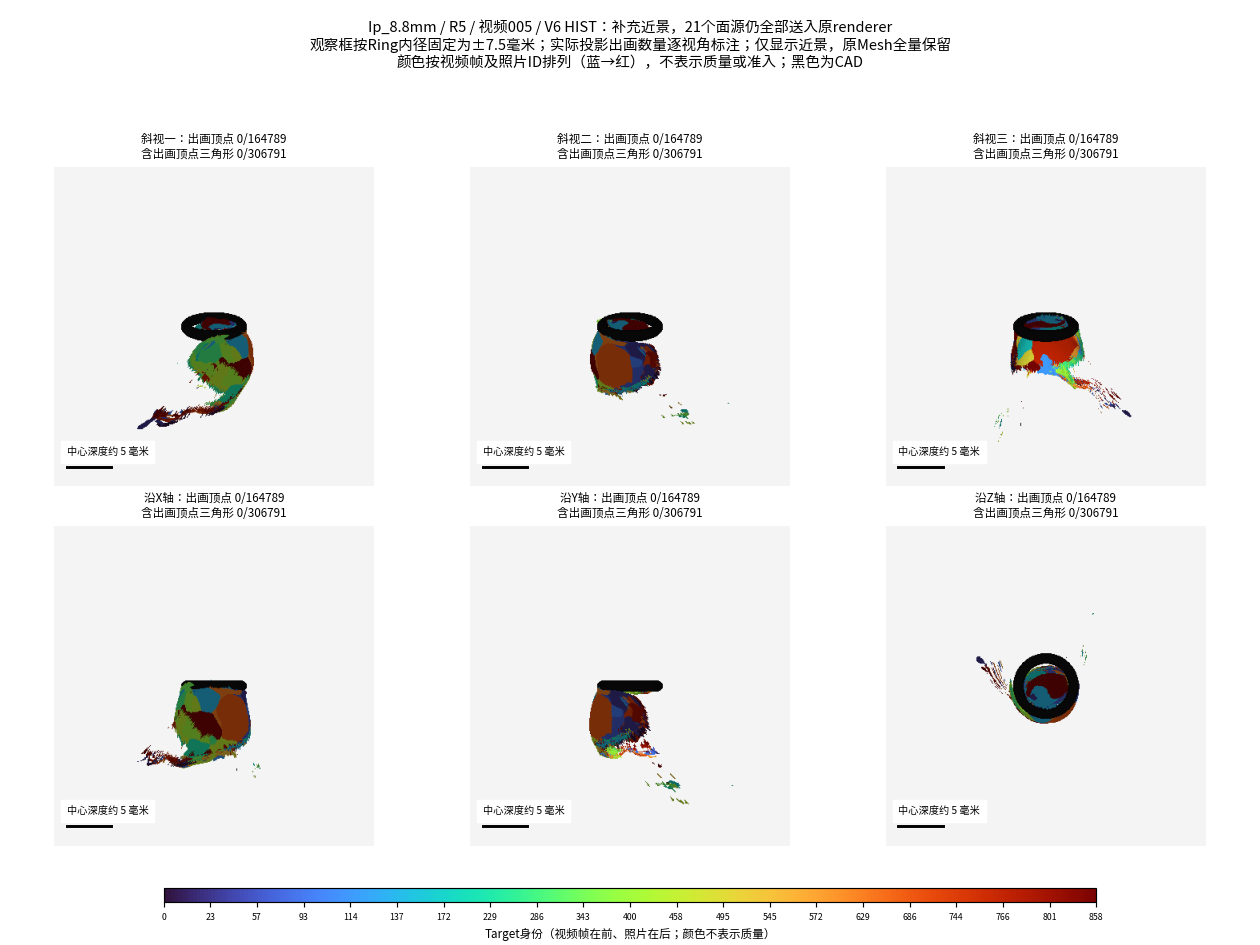 Ip_8.8mm / R5 / 视频005 / V6 HIST：补充近景，21个面源仍全部送入原renderer
观察框按Ring内径固定为±7.5毫米；实际投影出画数量逐视角标注；仅显示近景，原Mesh全量保留
颜色按视频帧及照片ID排列（蓝→红），不表示质量或准入；黑色为CAD
斜视一：出画顶点 0/164789
含出画顶点三角形 0/306791
斜视二：出画顶点 0/164789
含出画顶点三角形 0/306791
斜视三：出画顶点 0/164789
含出画顶点三角形 0/306791
中心深度约 5 毫米
中心深度约 5 毫米
中心深度约 5 毫米
沿X轴：出画顶点 0/164789
含出画顶点三角形 0/306791
沿Y轴：出画顶点 0/164789
含出画顶点三角形 0/306791
沿Z轴：出画顶点 0/164789
含出画顶点三角形 0/306791
中心深度约 5 毫米
中心深度约 5 毫米
中心深度约 5 毫米
0 23 57 93 114 137 172 229 286 343 400 458 495 545 572 629 686 744 766 801 858
Target身份（视频帧在前、照片在后；颜色不表示质量）